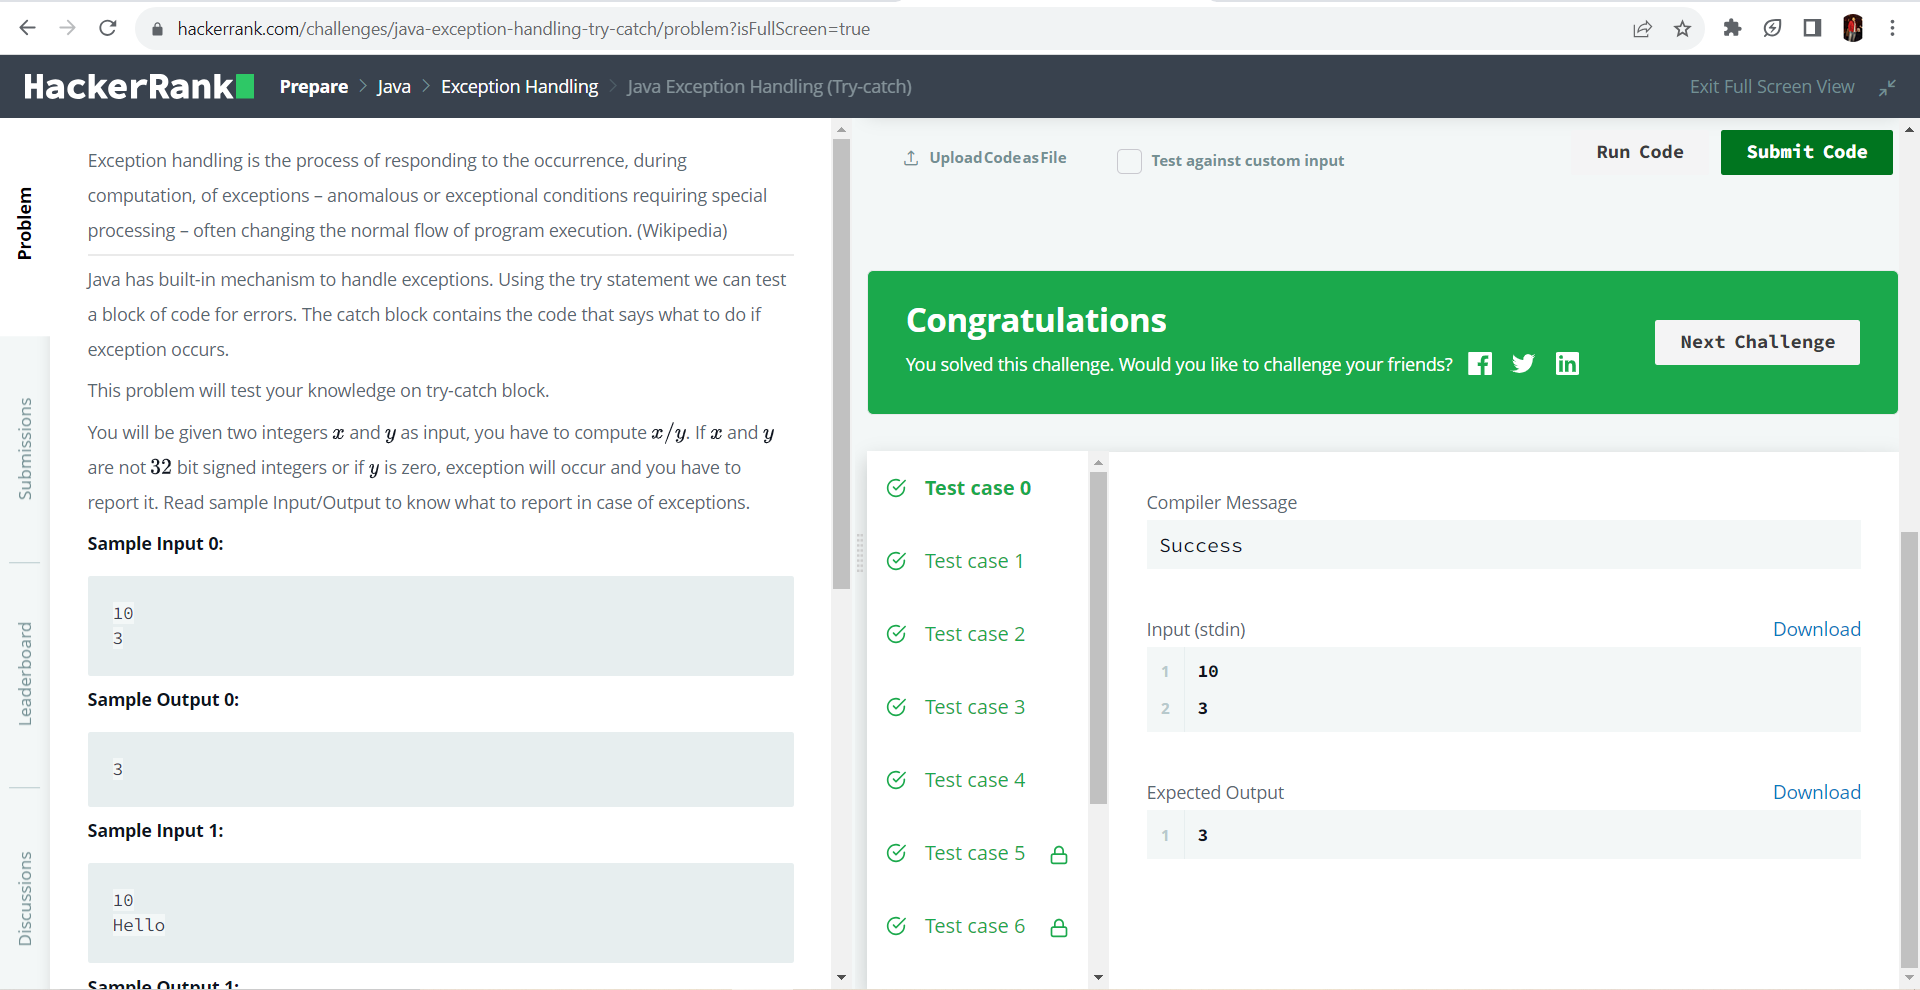 hackerrank.com/challenges/java-exception-handling-try-catch/problem?isFullScreen=true
HackerRank Prepare > Java > Exception Handling > Java Exception Handling (Try-catch) Exit Full Screen View
Problem
Submissions
Leaderboard
Discussions
Exception handling is the process of responding to the occurrence, during
computation, of exceptions – anomalous or exceptional conditions requiring special
processing – often changing the normal flow of program execution. (Wikipedia)
Java has built-in mechanism to handle exceptions. Using the try statement we can test
a block of code for errors. The catch block contains the code that says what to do if
exception occurs.
This problem will test your knowledge on try-catch block.
You will be given two integers x and y as input, you have to compute x/y. If x and y
are not 32 bit signed integers or if y is zero, exception will occur and you have to
report it. Read sample Input/Output to know what to report in case of exceptions.
Sample Input 0:
10
3
Sample Output 0:
3
Sample Input 1:
10
Hello
Sample Output 1:
Upload Code as File Test against custom input Run Code Submit Code
Congratulations
You solved this challenge. Would you like to challenge your friends?
Next Challenge
Test case 0
Test case 1
Test case 2
Test case 3
Test case 4
Test case 5
Test case 6
Compiler Message
Success
Input (stdin) Download
1 10
2 3
Expected Output Download
1 3